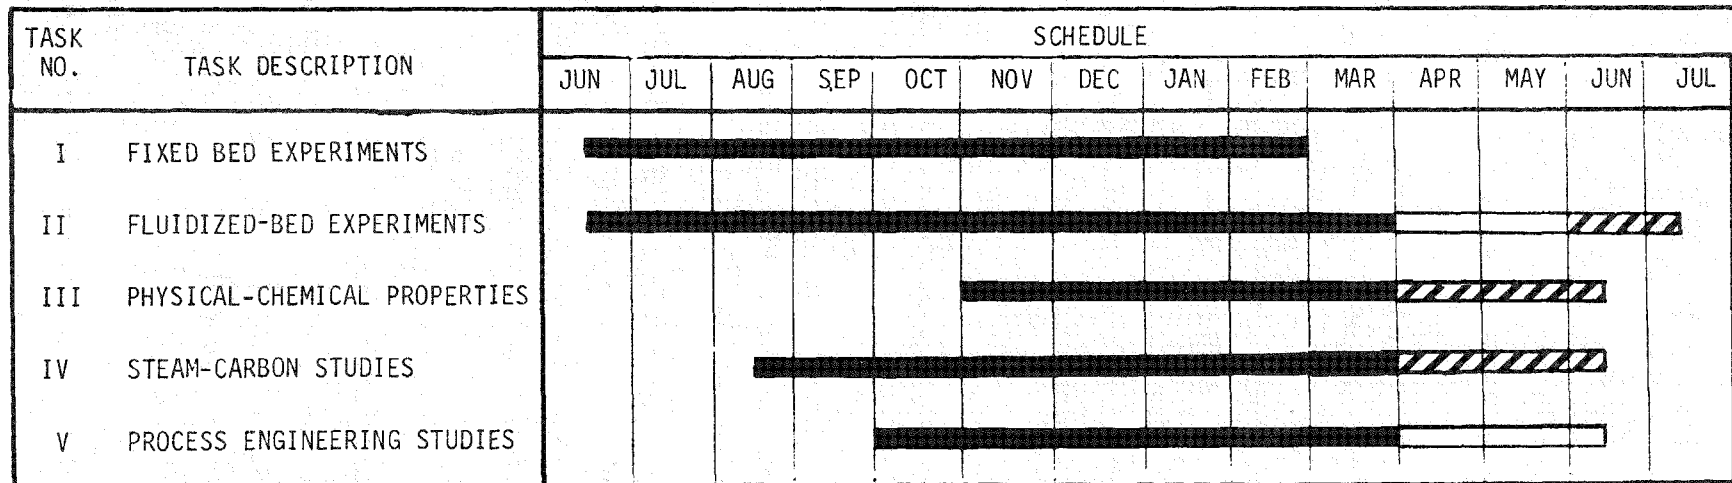 TASK NO. TASK DESCRIPTION SCHEDULE
JUN JUL AUG SEP OCT NOV DEC JAN FEB MAR APR MAY JUN JUL
I FIXED BED EXPERIMENTS
II FLUIDIZED-BED EXPERIMENTS
III PHYSICAL-CHEMICAL PROPERTIES
IV STEAM-CARBON STUDIES
V PROCESS ENGINEERING STUDIES